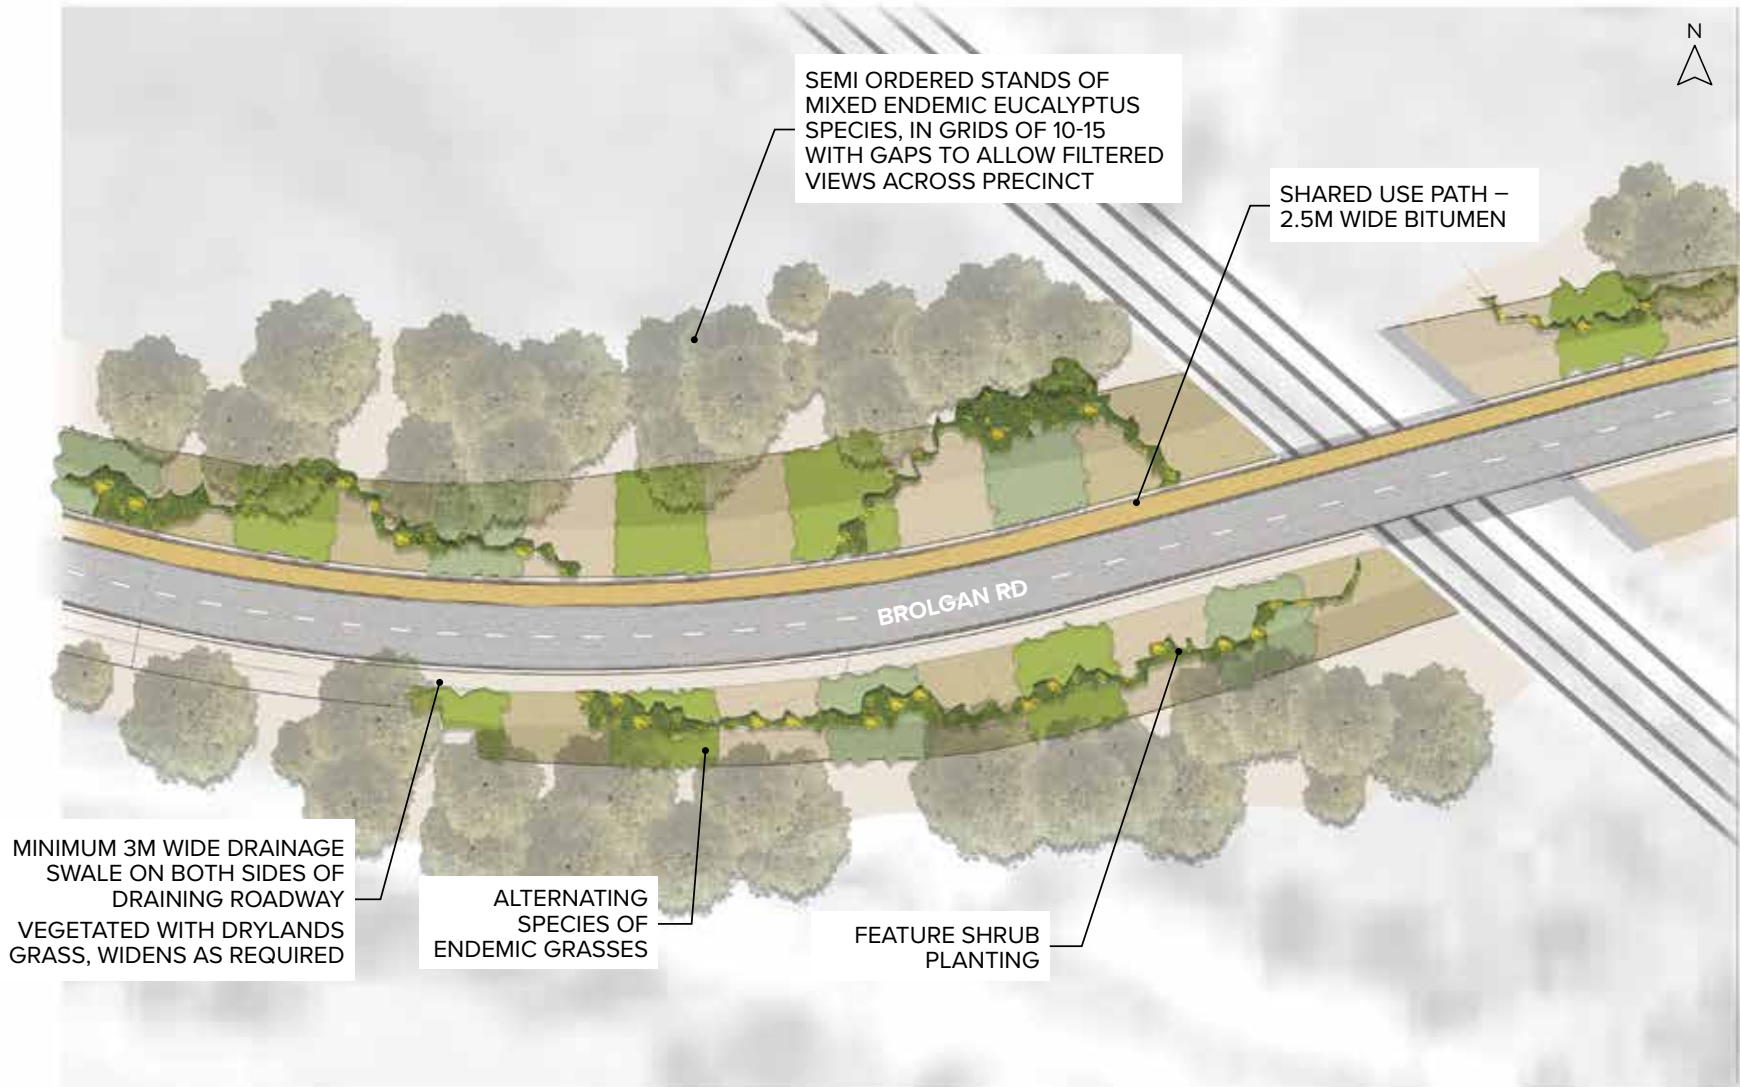 N
SEMI ORDERED STANDS OF
MIXED ENDEMIC EUCALYPTUS
SPECIES, IN GRIDS OF 10-15
WITH GAPS TO ALLOW FILTERED
VIEWS ACROSS PRECINCT
SHARED USE PATH –
2.5M WIDE BITUMEN
BROLGAN RD
MINIMUM 3M WIDE DRAINAGE
SWALE ON BOTH SIDES OF
DRAINING ROADWAY
VEGETATED WITH DRYLANDS
GRASS, WIDENS AS REQUIRED
ALTERNATING
SPECIES OF
ENDEMIC GRASSES
FEATURE SHRUB
PLANTING